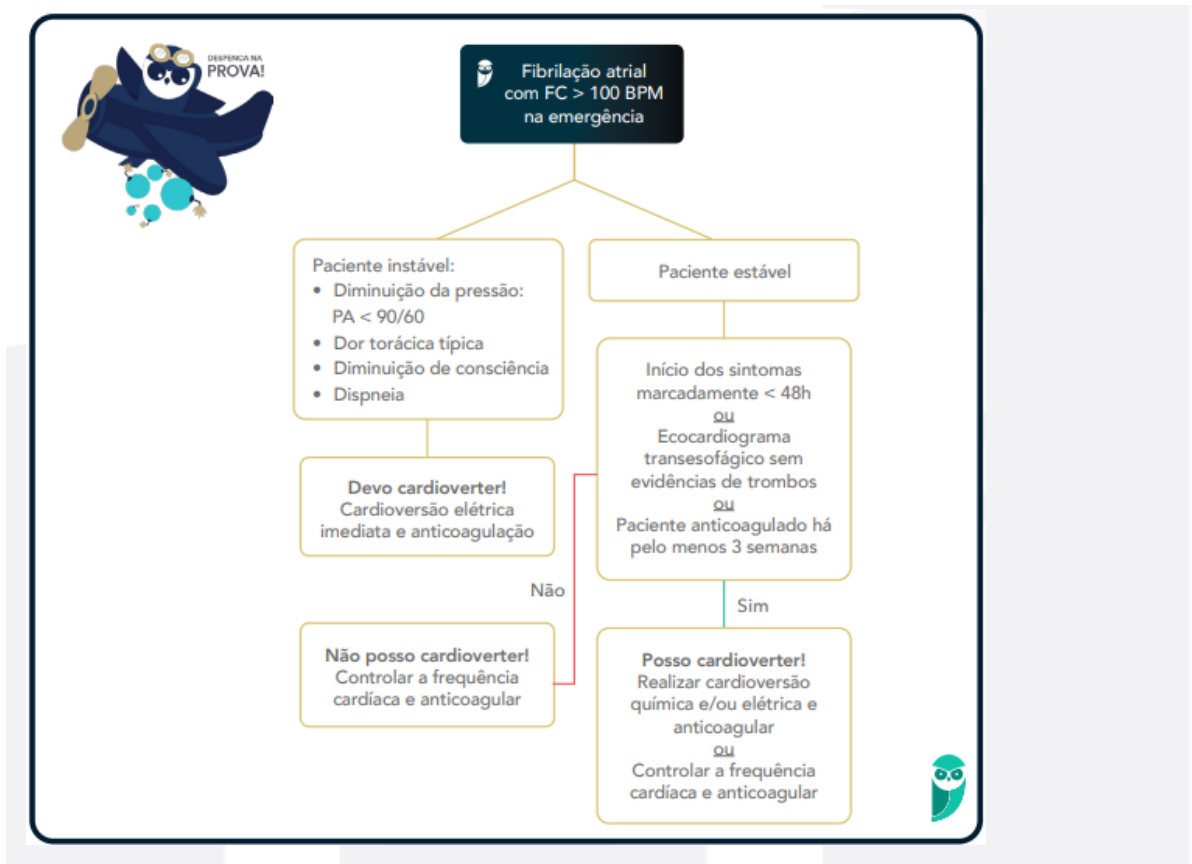 DESPENCA NA
PROVA!
Fibrilação atrial
com FC > 100 BPM
na emergência
Paciente instável:
• Diminuição da pressão:
PA < 90/60
• Dor torácica típica
• Diminuição de consciência
• Dispneia
Paciente estável
Início dos sintomas
marcadamente < 48h
ou
Ecocardiograma
transesofágico sem
evidências de trombos
ou
Paciente anticoagulado há
pelo menos 3 semanas
Devo cardioverter!
Cardioversão elétrica
imediata e anticoagulação
Não
Sim
Não posso cardioverter!
Controlar a frequência
cardíaca e anticoagular
Posso cardioverter!
Realizar cardioversão
química e/ou elétrica e
anticoagular
ou
Controlar a frequência
cardíaca e anticoagular